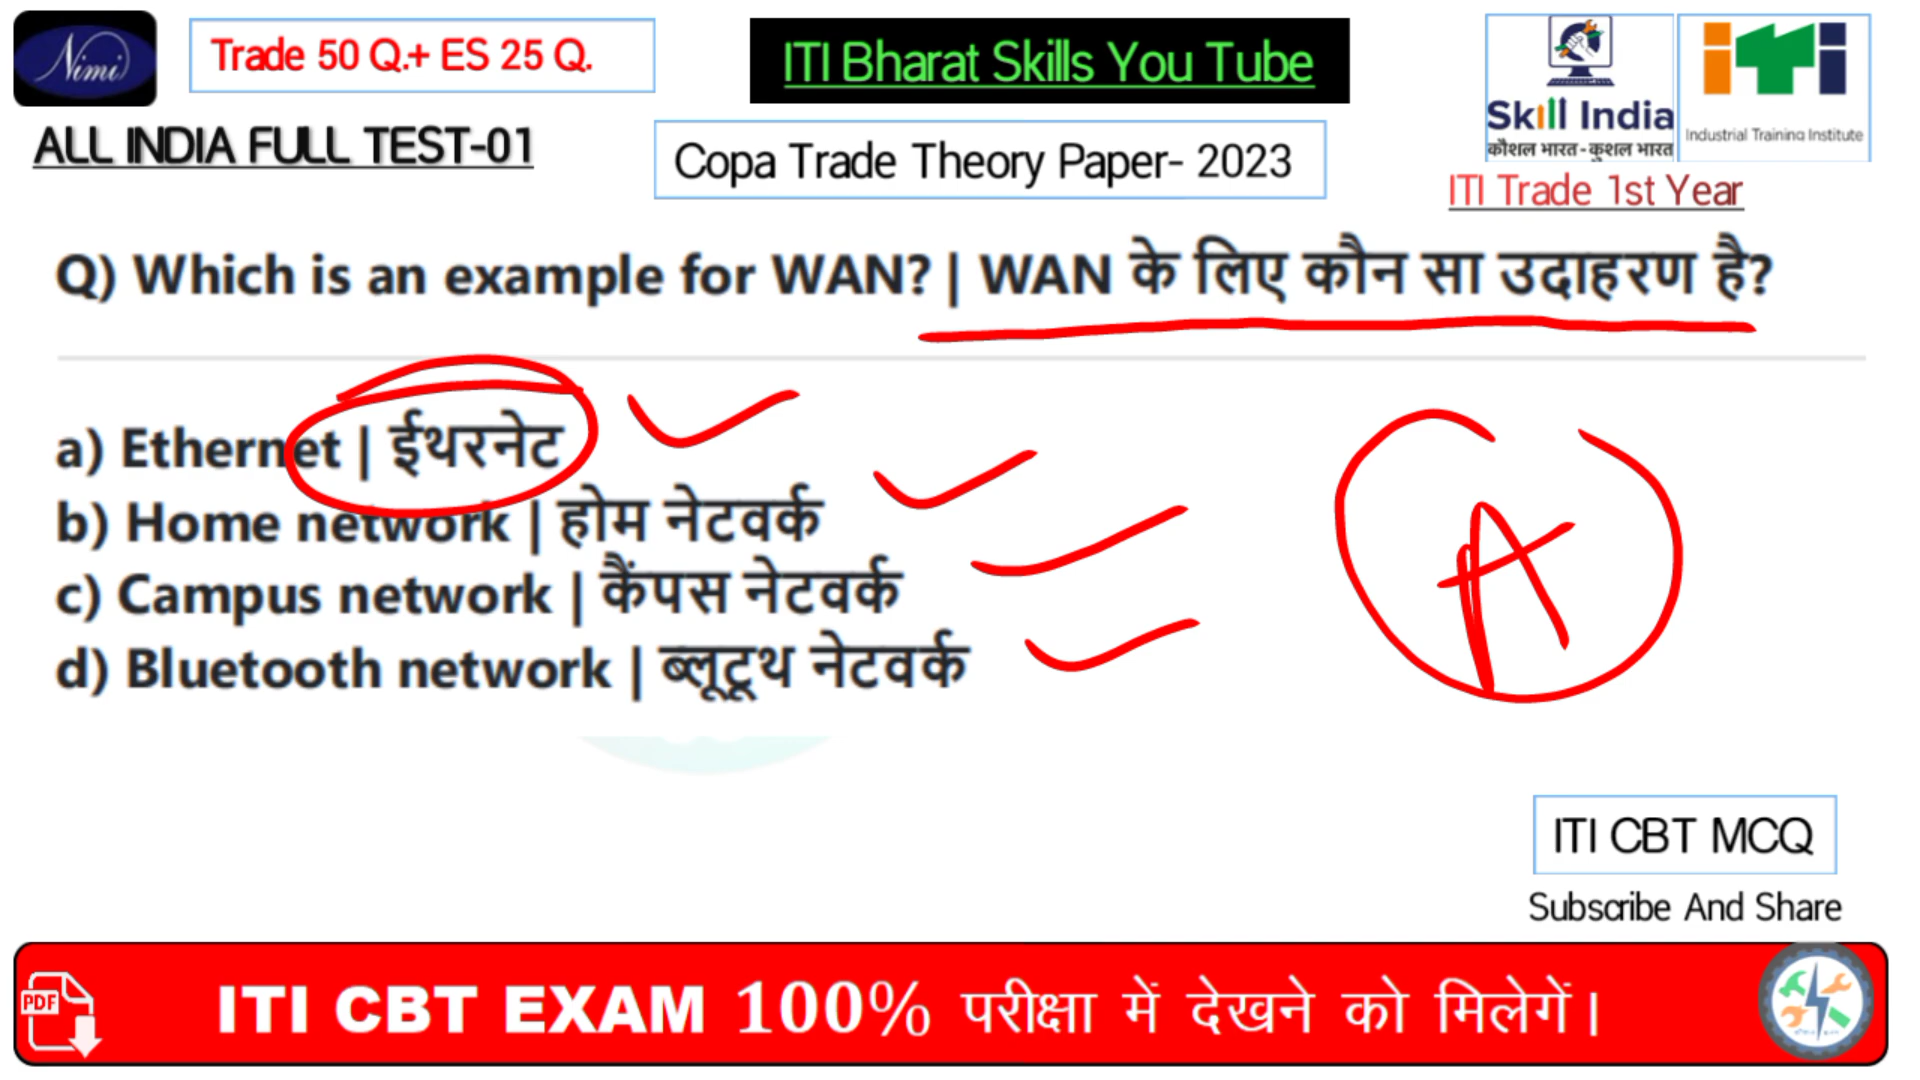 Nimi
Trade 50 Q.+ ES 25 Q.
ITI Bharat Skills You Tube
Skill India
कौशल भारत - कुशल भारत
iTi
Industrial Training Institute
ALL INDIA FULL TEST-01
Copa Trade Theory Paper- 2023
ITI Trade 1st Year
Q) Which is an example for WAN? | WAN के लिए कौन सा उदाहरण है?
a) Ethernet | ईथरनेट
b) Home network | होम नेटवर्क
c) Campus network | कैंपस नेटवर्क
d) Bluetooth network | ब्लूटूथ नेटवर्क
A
ITI CBT MCQ
Subscribe And Share
PDF
ITI CBT EXAM 100% परीक्षा में देखने को मिलेगें।